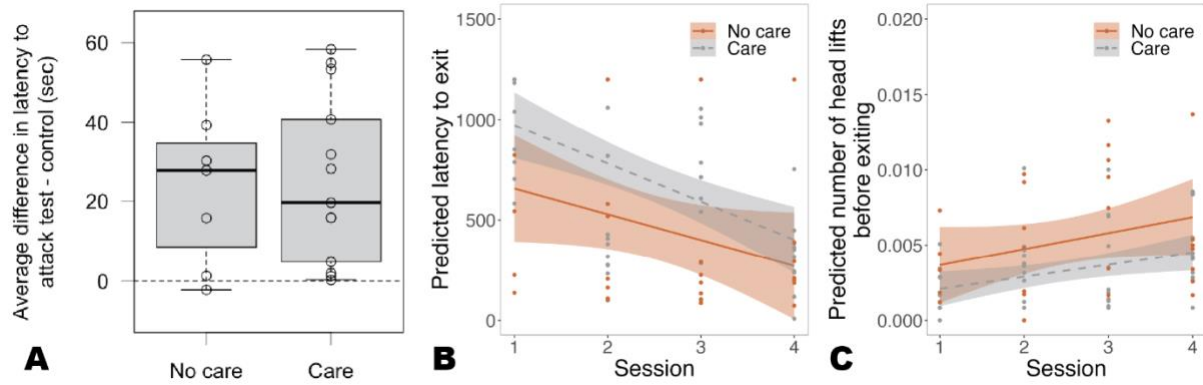 Average difference in latency to
attack test - control (sec)
60
40
20
0
No care
Care
A
Predicted latency to exit
1500
1000
500
0
No care
Care
1
2
3
4
Session
B
Predicted number of head lifts
before exiting
0.020
0.015
0.010
0.005
0.000
No care
Care
1
2
3
4
Session
C